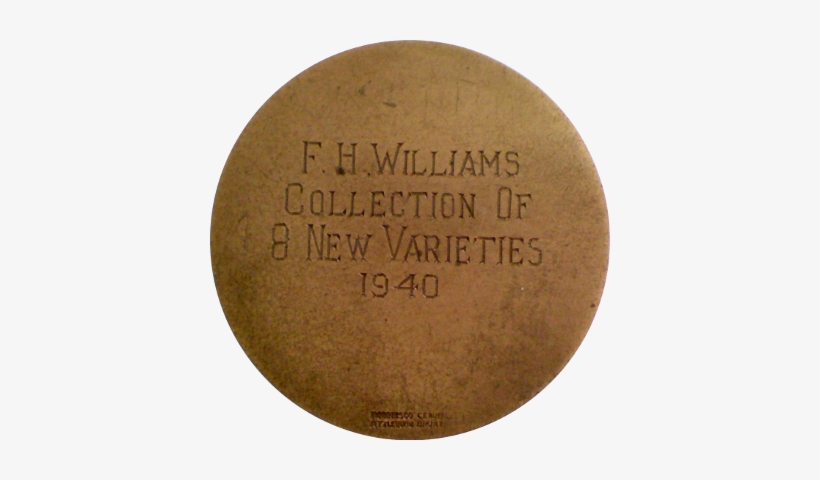 F. H. WILLIAMS
COLLECTION OF
8 NEW VARIETIES
1940